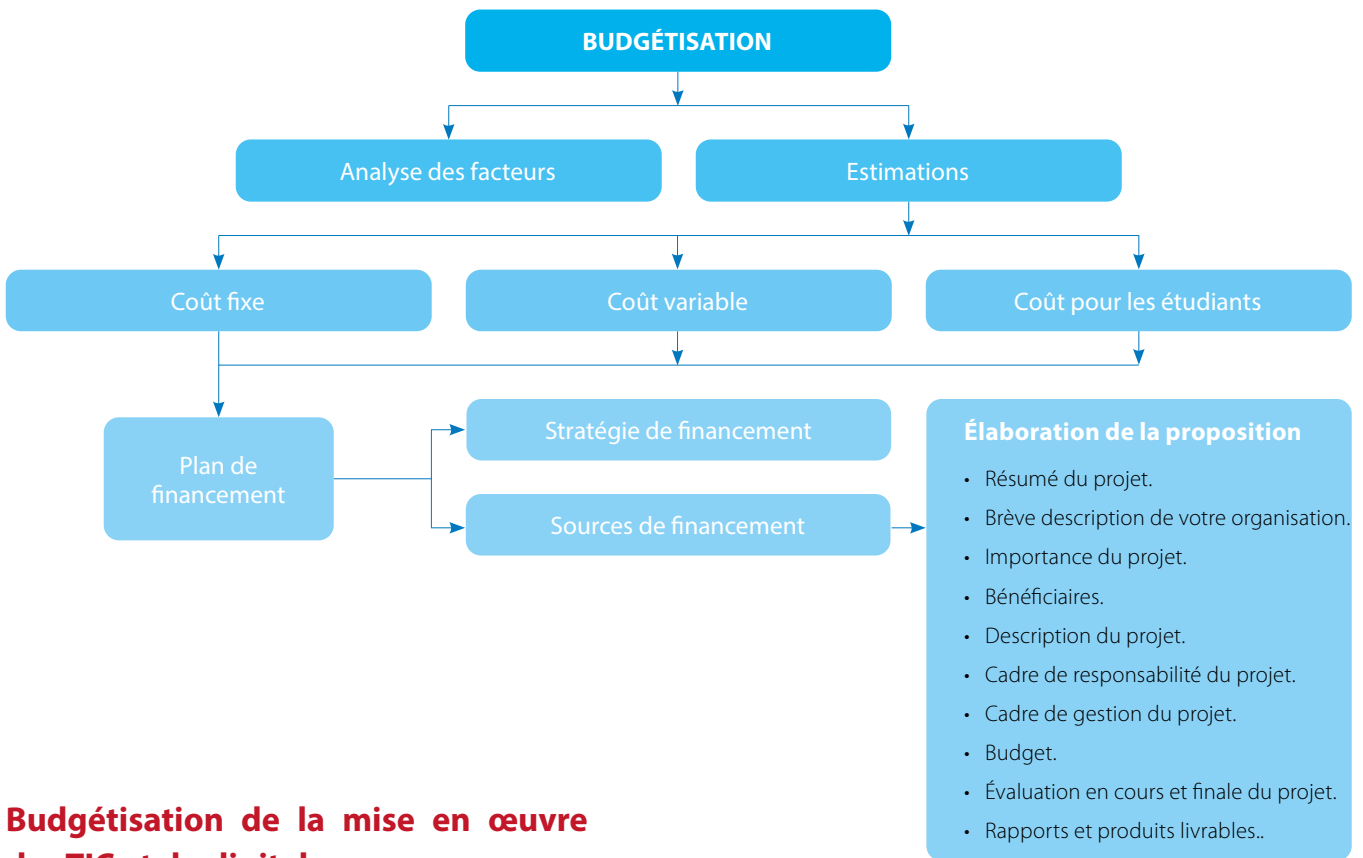 BUDGÉTISATION
Analyse des facteurs
Estimations
Coût fixe
Coût variable
Coût pour les étudiants
Plan de
financement
Stratégie de financement
Sources de financement
Élaboration de la proposition
• Résumé du projet.
• Brève description de votre organisation.
• Importance du projet.
• Bénéficiaires.
• Description du projet.
• Cadre de responsabilité du projet.
• Cadre de gestion du projet.
• Budget.
• Évaluation en cours et finale du projet.
• Rapports et produits livrables..
Budgétisation de la mise en œuvre